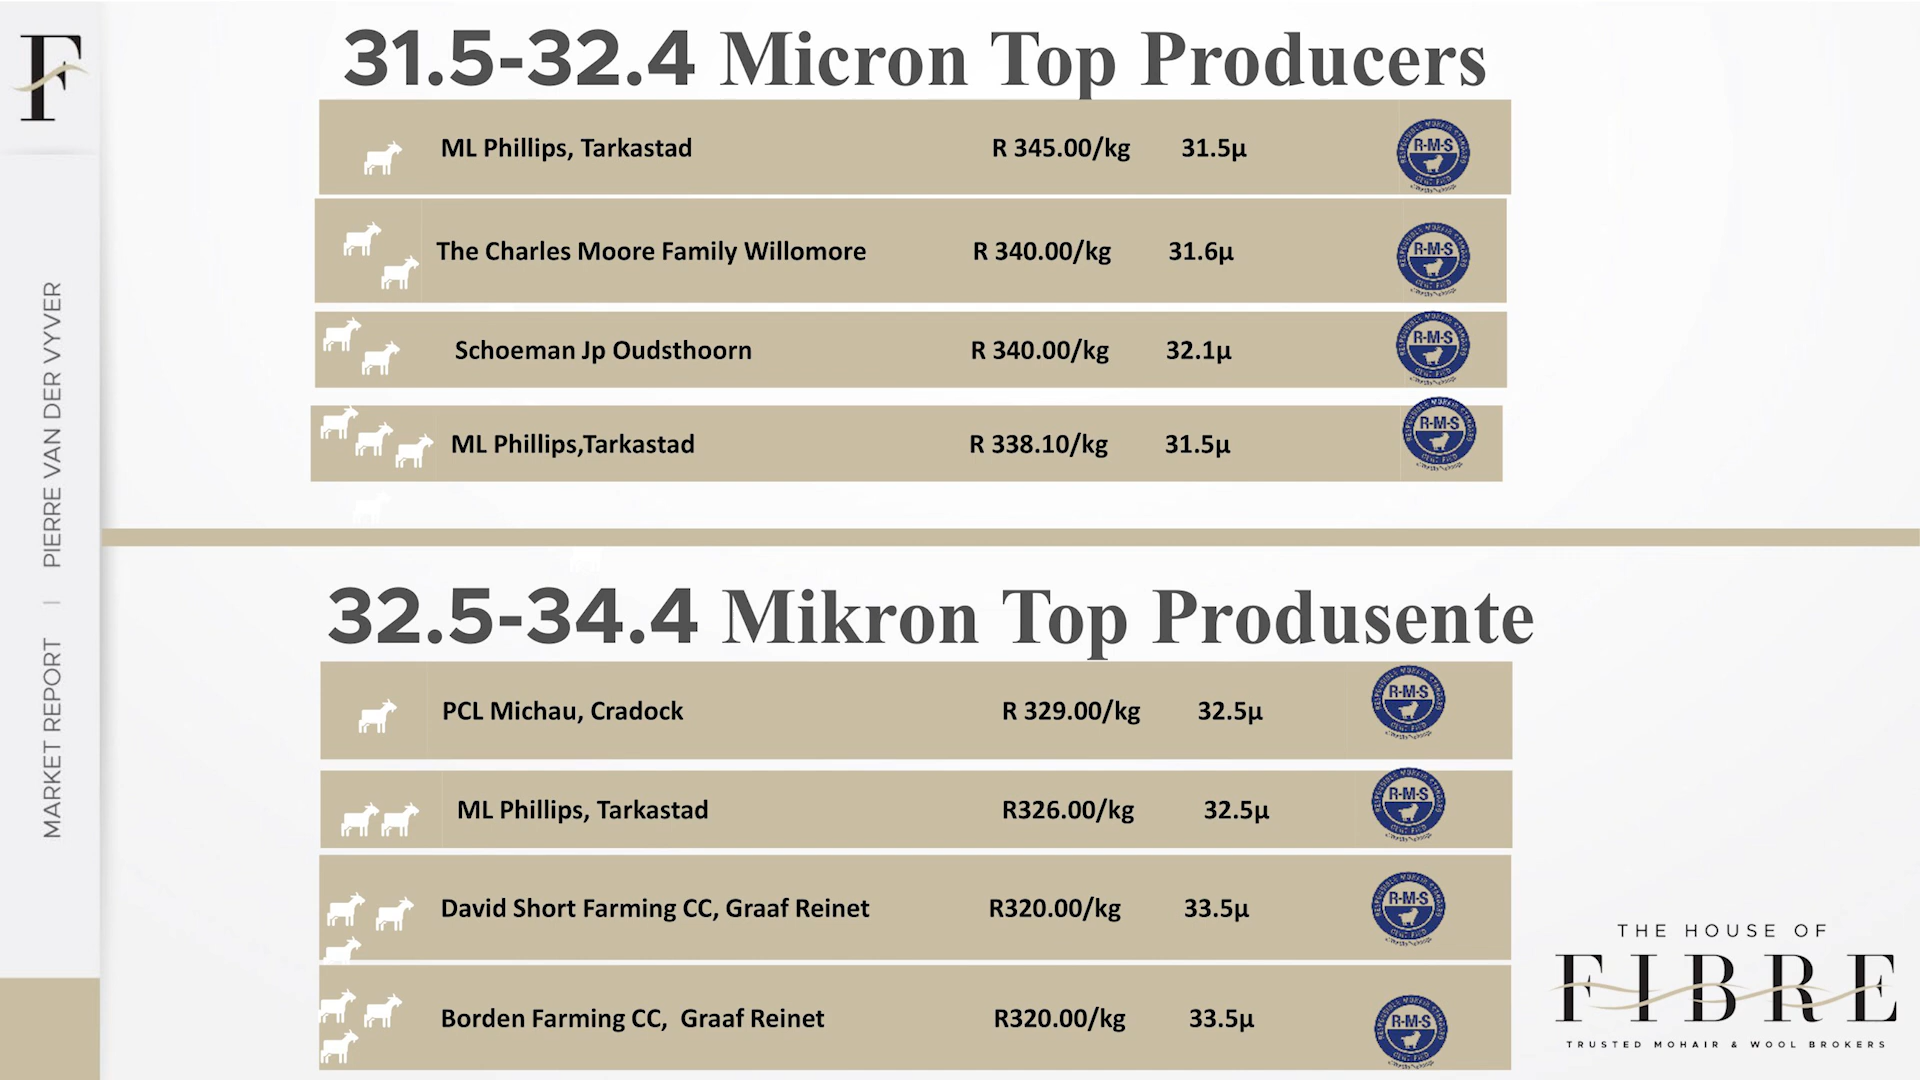 F
MARKET REPORT | PIERRE VAN DER VYVER
31.5-32.4 Micron Top Producers
ML Phillips, Tarkastad R 345.00/kg 31.5µ R-M-S
The Charles Moore Family Willomore R 340.00/kg 31.6µ R-M-S
Schoeman Jp Oudsthoorn R 340.00/kg 32.1µ R-M-S
ML Phillips,Tarkastad R 338.10/kg 31.5µ R-M-S
32.5-34.4 Mikron Top Produsente
PCL Michau, Cradock R 329.00/kg 32.5µ R-M-S
ML Phillips, Tarkastad R326.00/kg 32.5µ R-M-S
David Short Farming CC, Graaf Reinet R320.00/kg 33.5µ R-M-S
Borden Farming CC, Graaf Reinet R320.00/kg 33.5µ R-M-S
THE HOUSE OF
FIBRE
TRUSTED MOHAIR & WOOL BROKERS